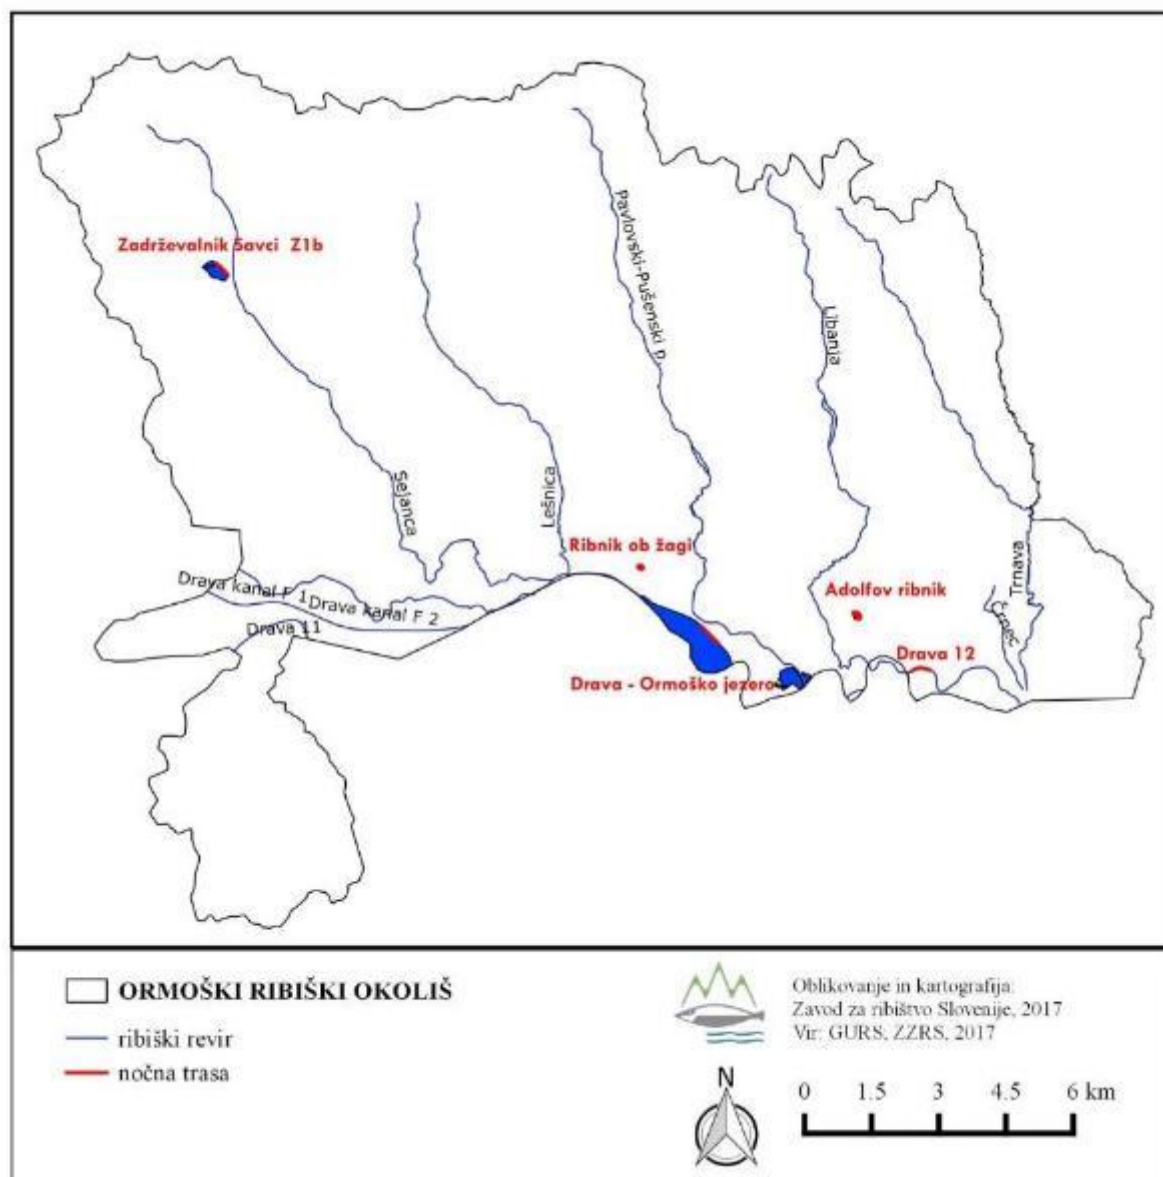 Zadrževalnik Savci Z1b
Pavlovski-Pušenski p.
Libanja
Sejanca
Lešnica
Ribnik ob žagi
Trnava
Črnec
Adolfov ribnik
Drava kanal F 1
Drava kanal F 2
Drava 11
Drava 12
Drava - Ormoško jezero
ORMOŠKI RIBIŠKI OKOLIŠ
ribiški revir
nočna trasa
Oblikovanje in kartografija:
Zavod za ribištvo Slovenije, 2017
Vir: GURS, ZZRS, 2017
N
0 1.5 3 4.5 6 km